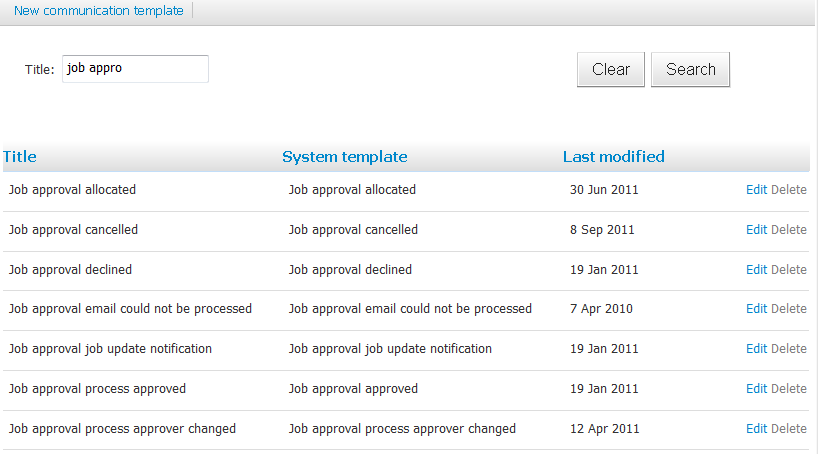 New communication template
Title: job appro Clear Search
Title System template Last modified
Job approval allocated Job approval allocated 30 Jun 2011 Edit Delete
Job approval cancelled Job approval cancelled 8 Sep 2011 Edit Delete
Job approval declined Job approval declined 19 Jan 2011 Edit Delete
Job approval email could not be processed Job approval email could not be processed 7 Apr 2010 Edit Delete
Job approval job update notification Job approval job update notification 19 Jan 2011 Edit Delete
Job approval process approved Job approval approved 19 Jan 2011 Edit Delete
Job approval process approver changed Job approval process approver changed 12 Apr 2011 Edit Delete